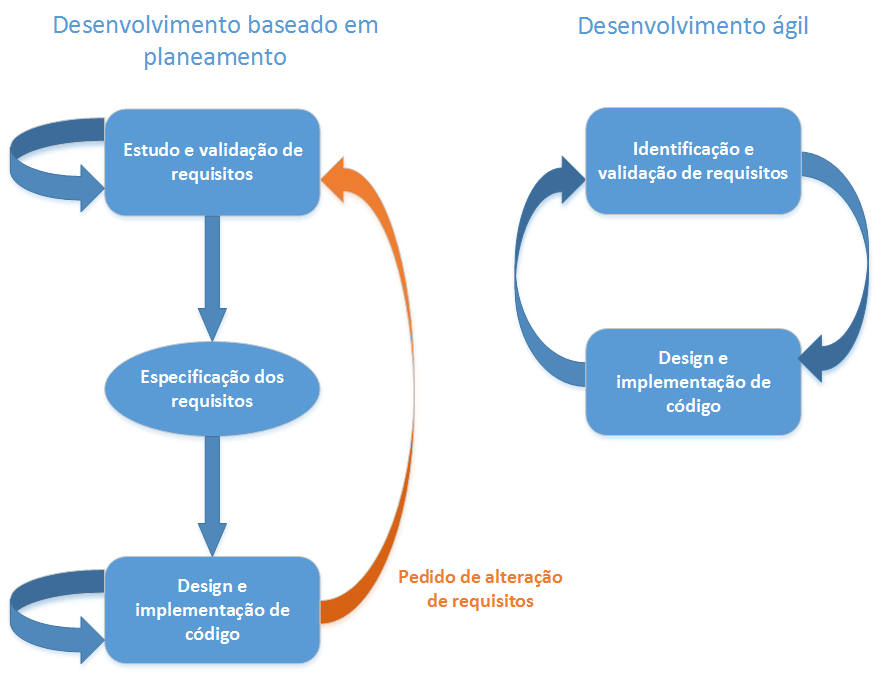 Desenvolvimento baseado em
planeamento
Estudo e validação de
requisitos
Especificação dos
requisitos
Design e
implementação de
código
Pedido de alteração
de requisitos
Desenvolvimento ágil
Identificação e
validação de requisitos
Design e
implementação de
código